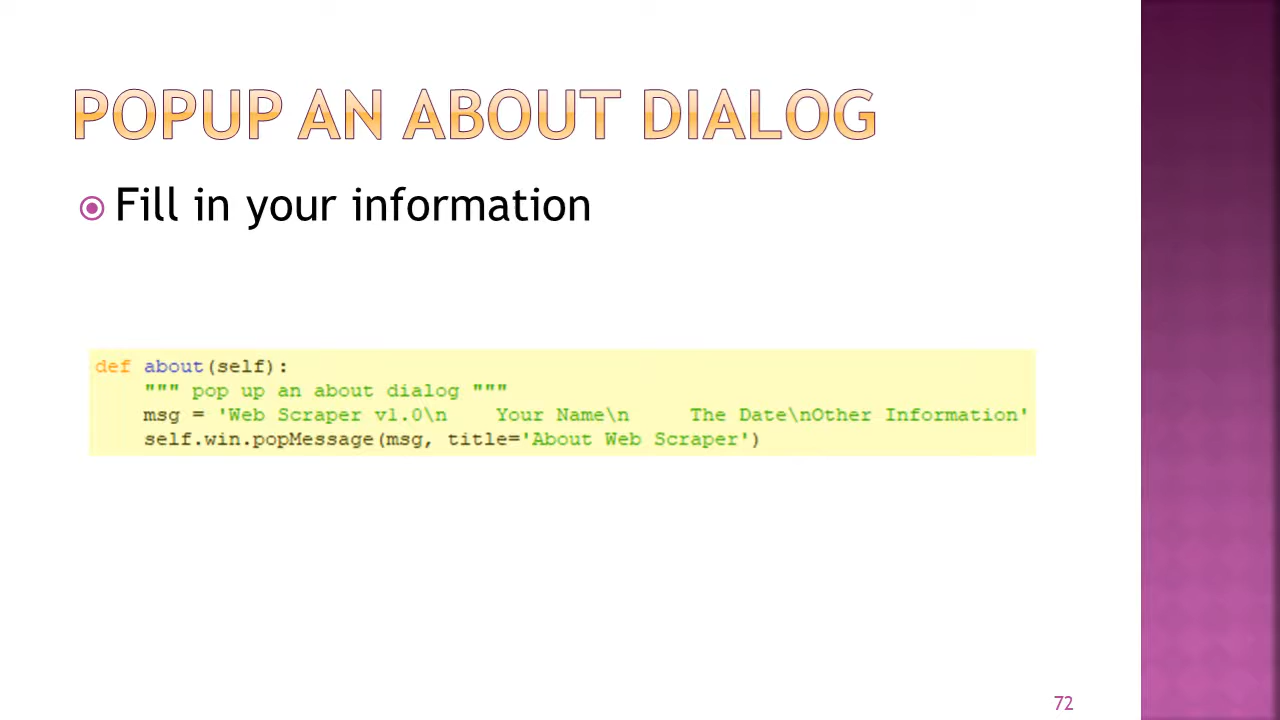 POPUP AN ABOUT DIALOG
Fill in your information
def about(self):
    """ pop up an about dialog """
    msg = 'Web Scraper v1.0\n    Your Name\n     The Date\nOther Information'
    self.win.popMessage(msg, title='About Web Scraper')
72